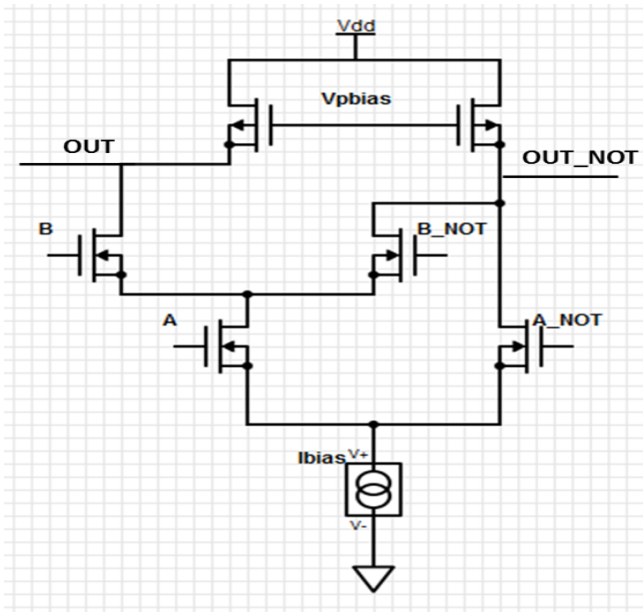 Vdd
Vpbias
OUT
OUT_NOT
B
B_NOT
A
A_NOT
Ibias
V+
V-